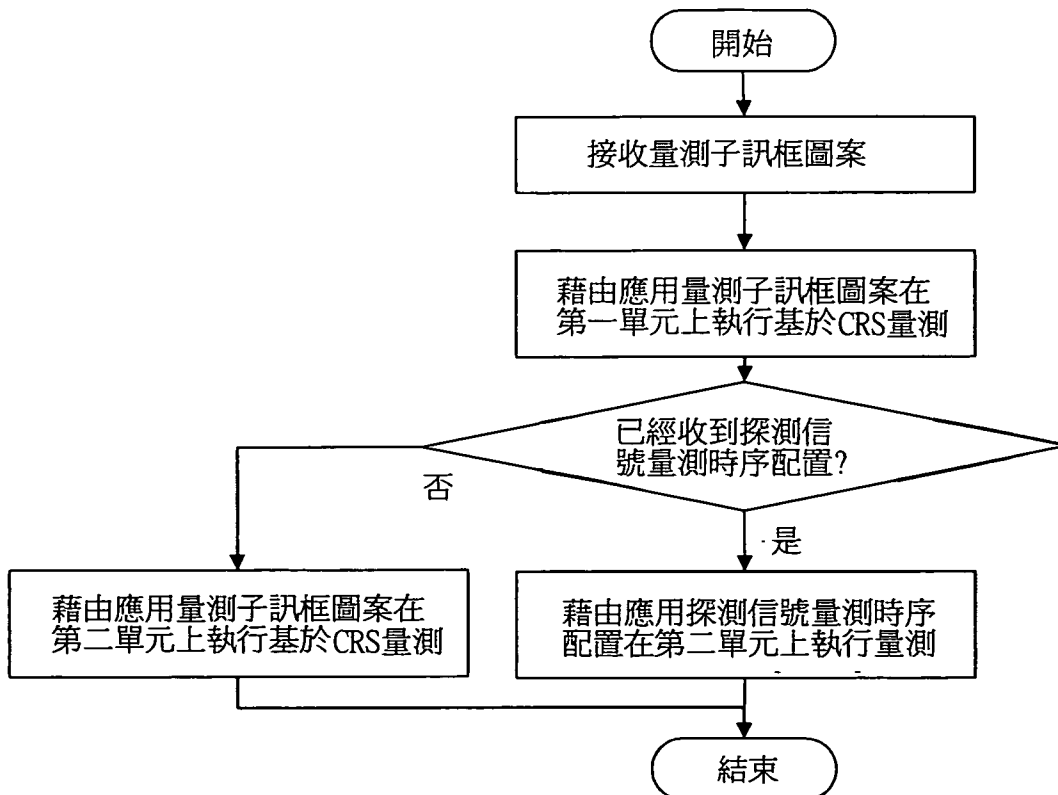 開始
接收量測子訊框圖案
藉由應用量測子訊框圖案在
第一單元上執行基於CRS量測
已經收到探測信
號量測時序配置?
否
是
藉由應用量測子訊框圖案在
第二單元上執行基於CRS量測
藉由應用探測信號量測時序
配置在第二單元上執行量測
結束